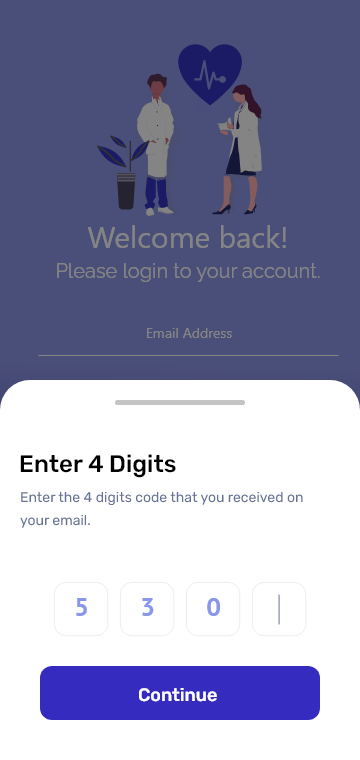 Welcome back!
Please login to your account.
Email Address
Enter 4 Digits
Enter the 4 digits code that you received on
your email.
5 3 0
Continue